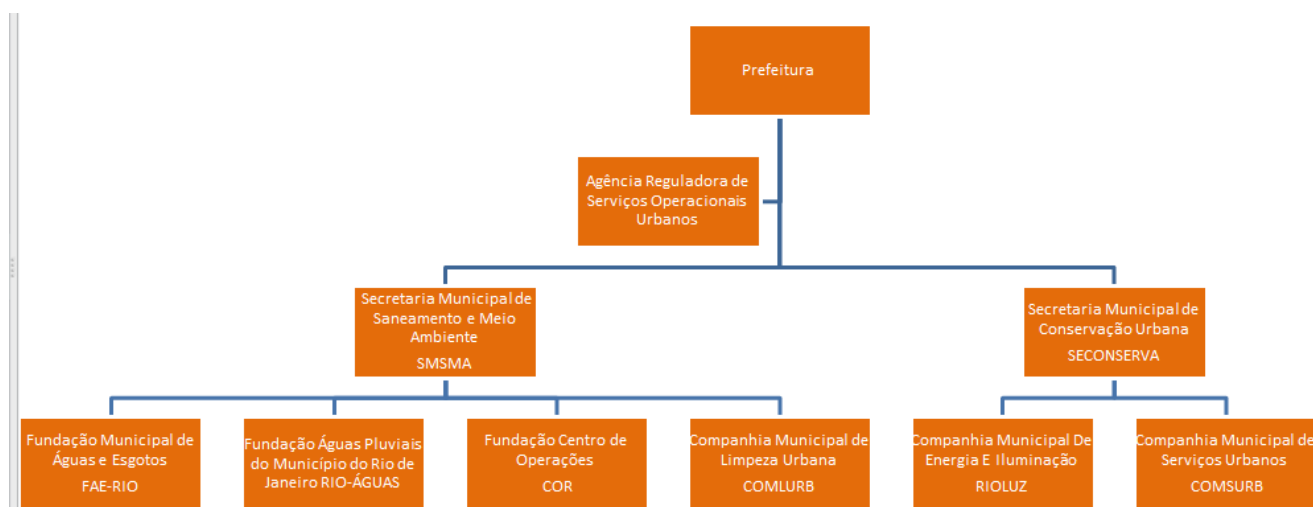 Prefeitura
Agência Reguladora de
Serviços Operacionais
Urbanos
Secretaria Municipal de
Saneamento e Meio
Ambiente
SMSMA
Secretaria Municipal de
Conservação Urbana
SECONSERVA
Fundação Municipal de
Águas e Esgotos
FAE-RIO
Fundação Águas Pluviais
do Município do Rio de
Janeiro RIO-ÁGUAS
Fundação Centro de
Operações
COR
Companhia Municipal de
Limpeza Urbana
COMLURB
Companhia Municipal De
Energia E Iluminação
RIOLUZ
Companhia Municipal de
Serviços Urbanos
COMSURB